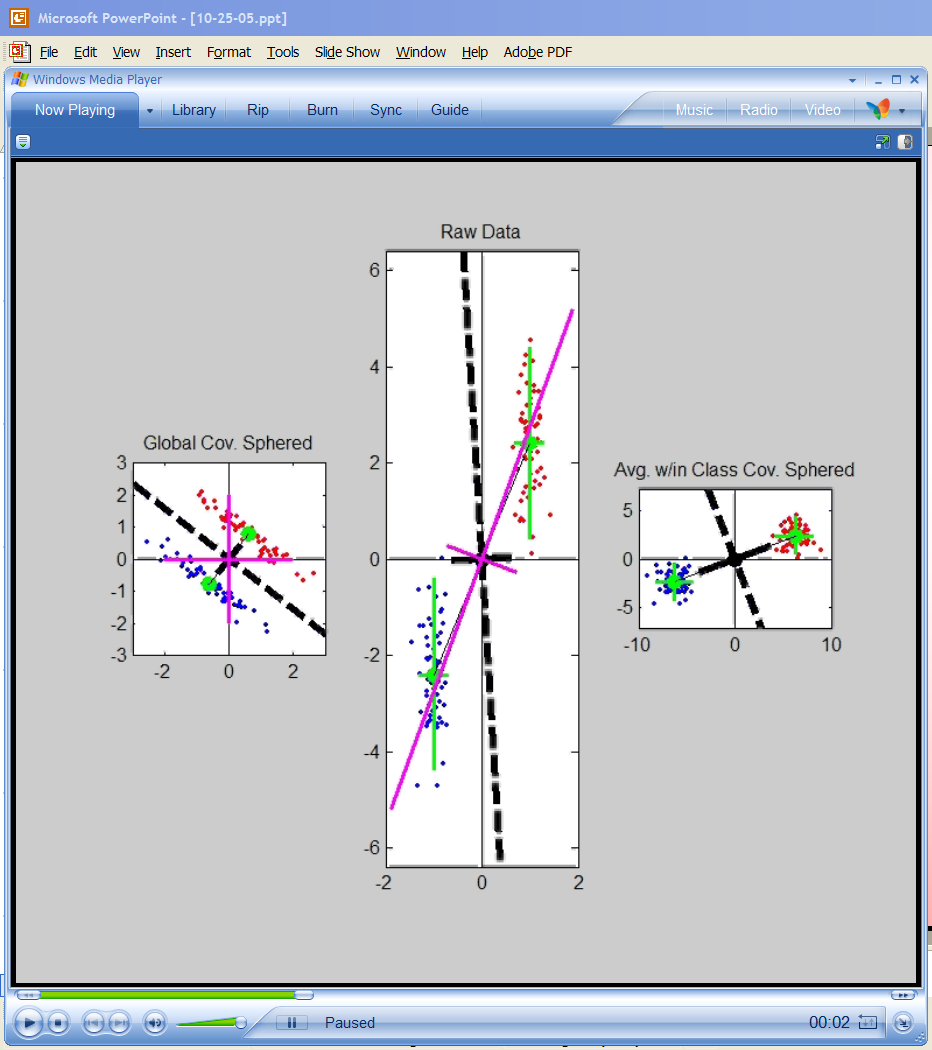 Microsoft PowerPoint - [10-25-05.ppt]
File Edit View Insert Format Tools Slide Show Window Help Adobe PDF
Windows Media Player
Now Playing Library Rip Burn Sync Guide Music Radio Video
Raw Data
6
4
2
0
-2
-4
-6
-2 0 2
Global Cov. Sphered
3
2
1
0
-1
-2
-3
-2 0 2
Avg. w/in Class Cov. Sphered
5
0
-5
-10 0 10
Paused 00:02